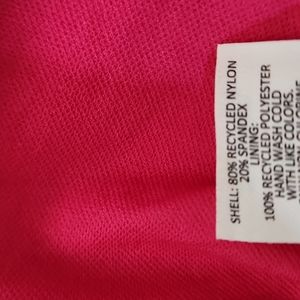 SHELL: 80% RECYCLED NYLON
20% SPANDEX
LINING:
100% RECYCLED POLYESTER
HAND WASH COLD
WITH LIKE COLORS.